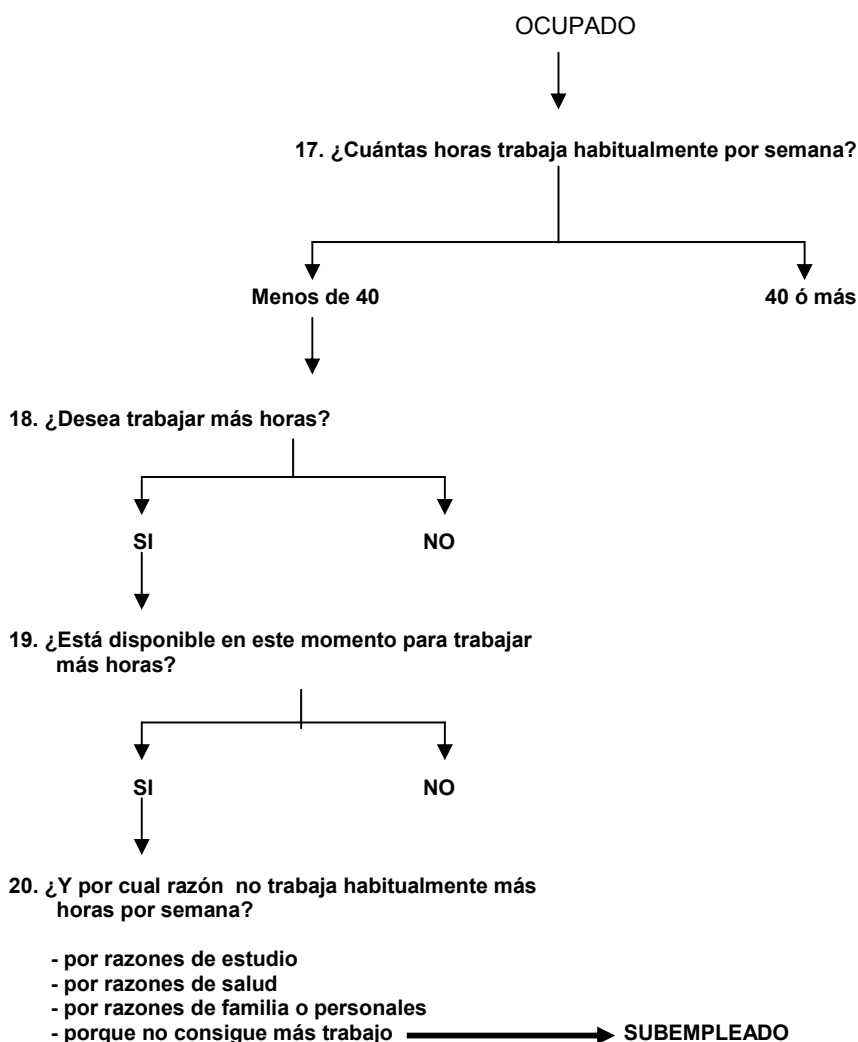 OCUPADO
17. ¿Cuántas horas trabaja habitualmente por semana?
Menos de 40 40 ó más
18. ¿Desea trabajar más horas?
SI NO
19. ¿Está disponible en este momento para trabajar
más horas?
SI NO
20. ¿Y por cual razón no trabaja habitualmente más
horas por semana?
- por razones de estudio
- por razones de salud
- por razones de familia o personales
- porque no consigue más trabajo SUBEMPLEADO